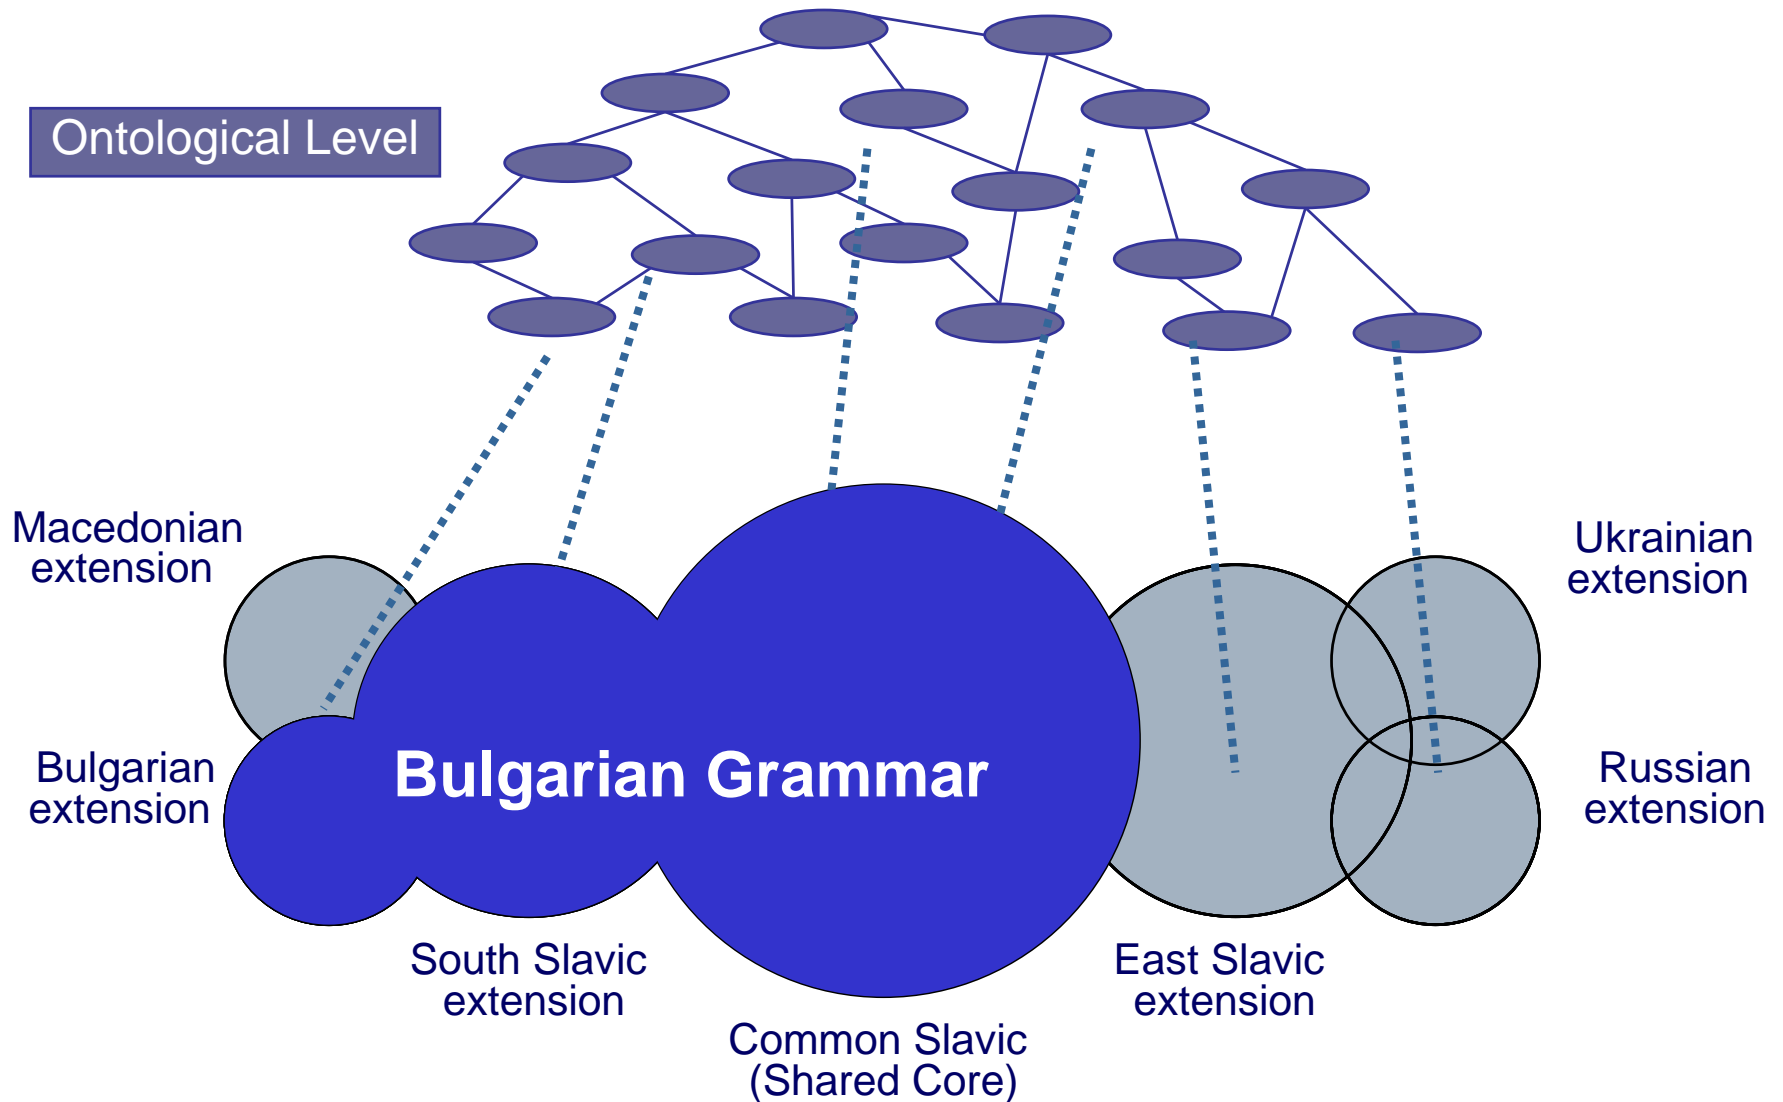 Ontological Level
Macedonian
extension
Ukrainian
extension
Bulgarian
extension
Bulgarian Grammar
Russian
extension
South Slavic
extension
East Slavic
extension
Common Slavic
(Shared Core)